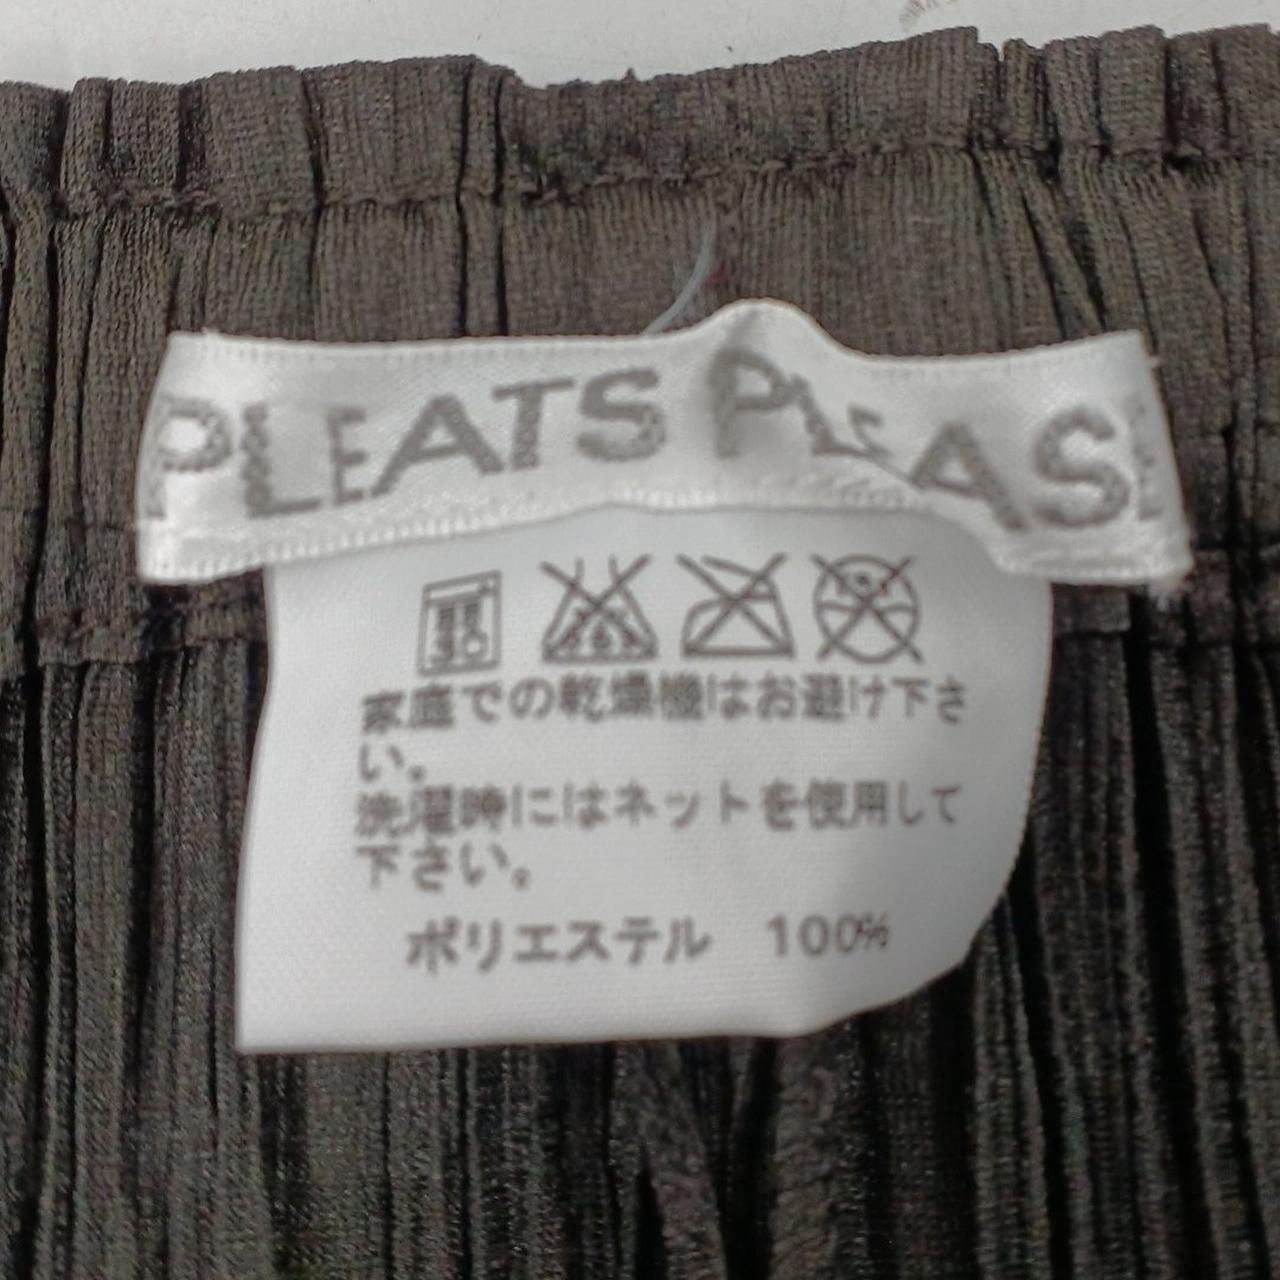 PLEATS PLEASE
家庭での乾燥機はお避け下さ
い。
洗濯時にはネットを使用して
下さい。
ポリエステル 100%